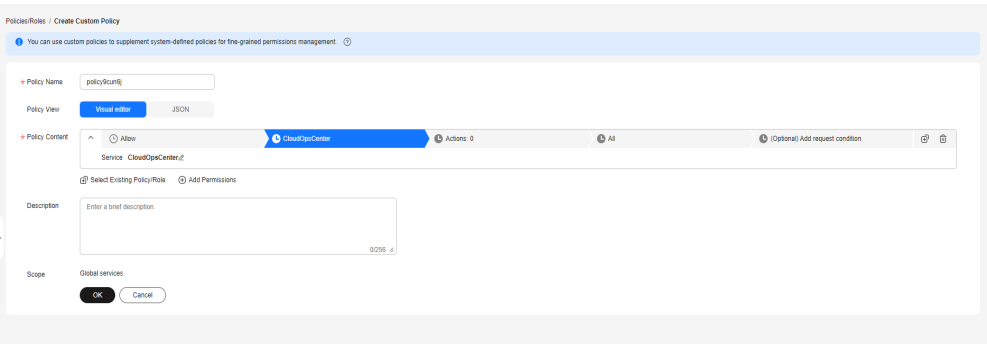 Policies/Roles / Create Custom Policy
You can use custom policies to supplement system-defined policies for fine-grained permissions management.
* Policy Name policy9cun6j
Policy View Visual editor JSON
* Policy Content Allow CloudOpsCenter Actions: 0 All (Optional) Add request condition
Service CloudOpsCenter
Select Existing Policy/Role Add Permissions
Description Enter a brief description.
0/256
Scope Global services
OK Cancel